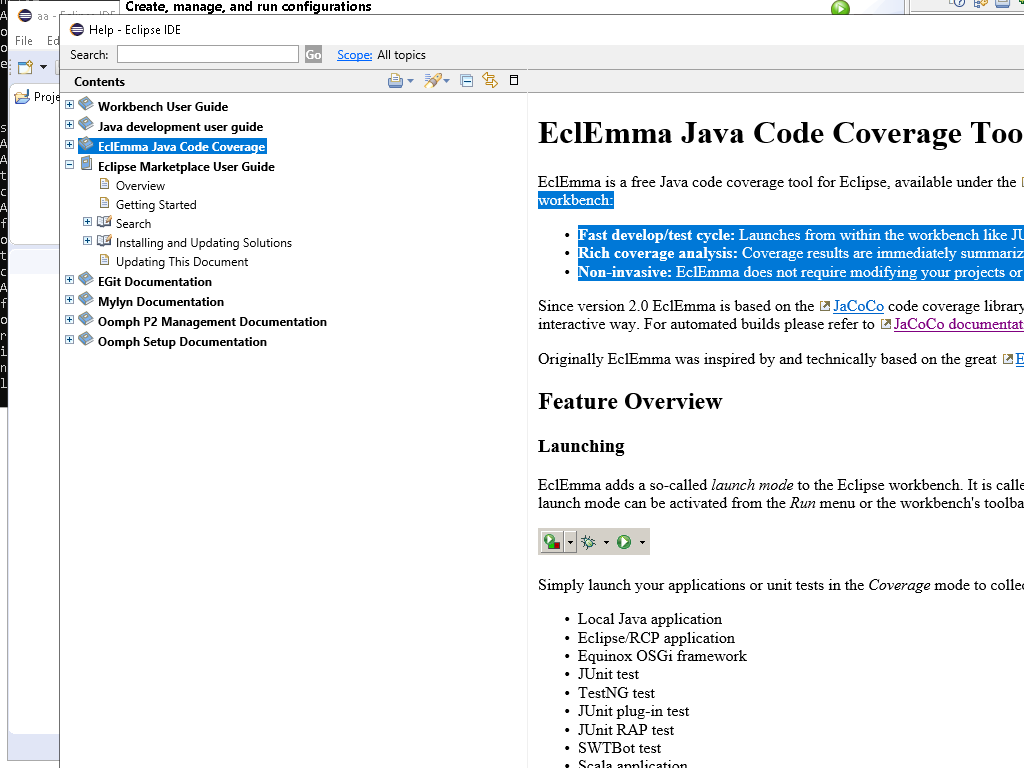 Create, manage, and run configurations
aa - Eclipse IDE
File
Help - Eclipse IDE
Search:
Go
Scope: All topics
Contents
Proje
Workbench User Guide
Java development user guide
EclEmma Java Code Coverage
Eclipse Marketplace User Guide
Overview
Getting Started
Search
Installing and Updating Solutions
Updating This Document
EGit Documentation
Mylyn Documentation
Oomph P2 Management Documentation
Oomph Setup Documentation
EclEmma Java Code Coverage Too
EclEmma is a free Java code coverage tool for Eclipse, available under the
workbench:
• Fast develop/test cycle: Launches from within the workbench like JU
• Rich coverage analysis: Coverage results are immediately summariz
• Non-invasive: EclEmma does not require modifying your projects or
Since version 2.0 EclEmma is based on the JaCoCo code coverage library
interactive way. For automated builds please refer to JaCoCo documentat
Originally EclEmma was inspired by and technically based on the great E
Feature Overview
Launching
EclEmma adds a so-called launch mode to the Eclipse workbench. It is calle
launch mode can be activated from the Run menu or the workbench's toolba
Simply launch your applications or unit tests in the Coverage mode to collec
• Local Java application
• Eclipse/RCP application
• Equinox OSGi framework
• JUnit test
• TestNG test
• JUnit plug-in test
• JUnit RAP test
• SWTBot test
• Scala application